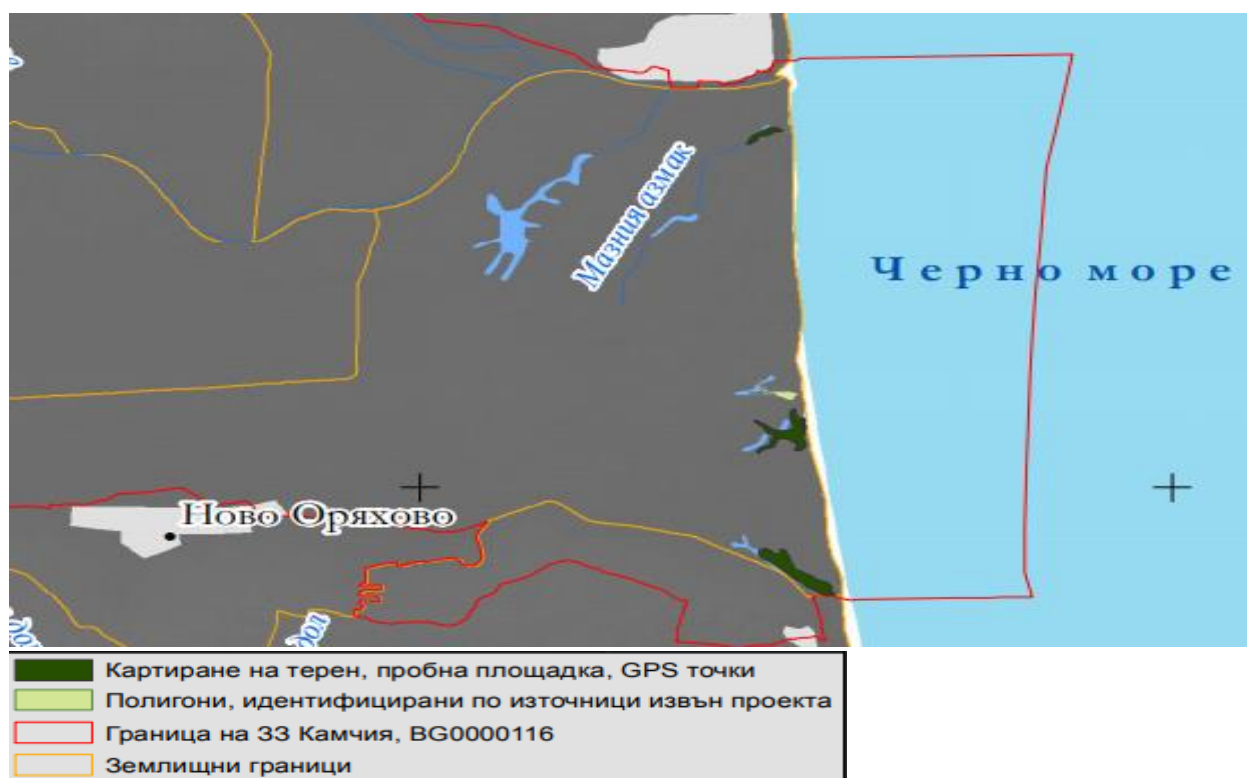 Мазния азмак
Черно море
Ново Оряхово
дол
Картиране на терен, пробна площадка, GPS точки
Полигони, идентифицирани по източници извън проекта
Граница на ЗЗ Камчия, BG0000116
Землищни граници